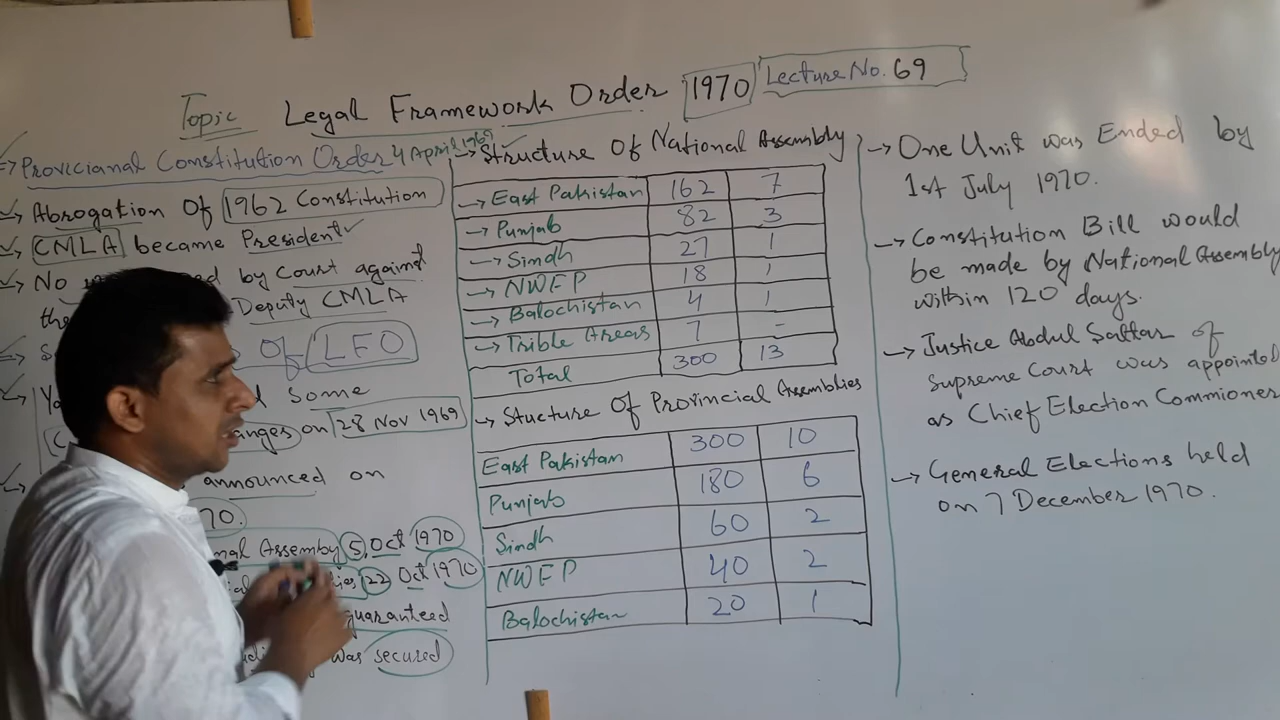 Topic Legal Framework Order 1970 Lecture No. 69
→ Provicianal Constitution Order 4 April 1969
→ Abrogation Of 1962 Constitution
→ CMLA became President
→ No by Court against
the Deputy CMLA
Of LFO
Some
anges on 28 Nov 1969
announced on
70.
nal Assemby 5, Oct 1970
22 Oct 1970
guaranteed
was secured
→ Structure Of National Assembly
→ East Pakistan 162 7
→ Punjab 82 3
→ Sindh 27 1
→ NWFP 18 1
→ Balochistan 4 1
→ Trible Areas 7 -
Total 300 13
→ Stucture Of Provincial Assemblies
East Pakistan 300 10
Punjab 180 6
Sindh 60 2
NWFP 40 2
Balochistan 20 1
→ One Unit was Ended by
1st July 1970.
→ Constitution Bill would
be made by National Assembly
within 120 days.
→ Justice Abdul Sattar of
Supreme Court was appointed
as Chief Election Commioner
→ General Elections held
on 7 December 1970.